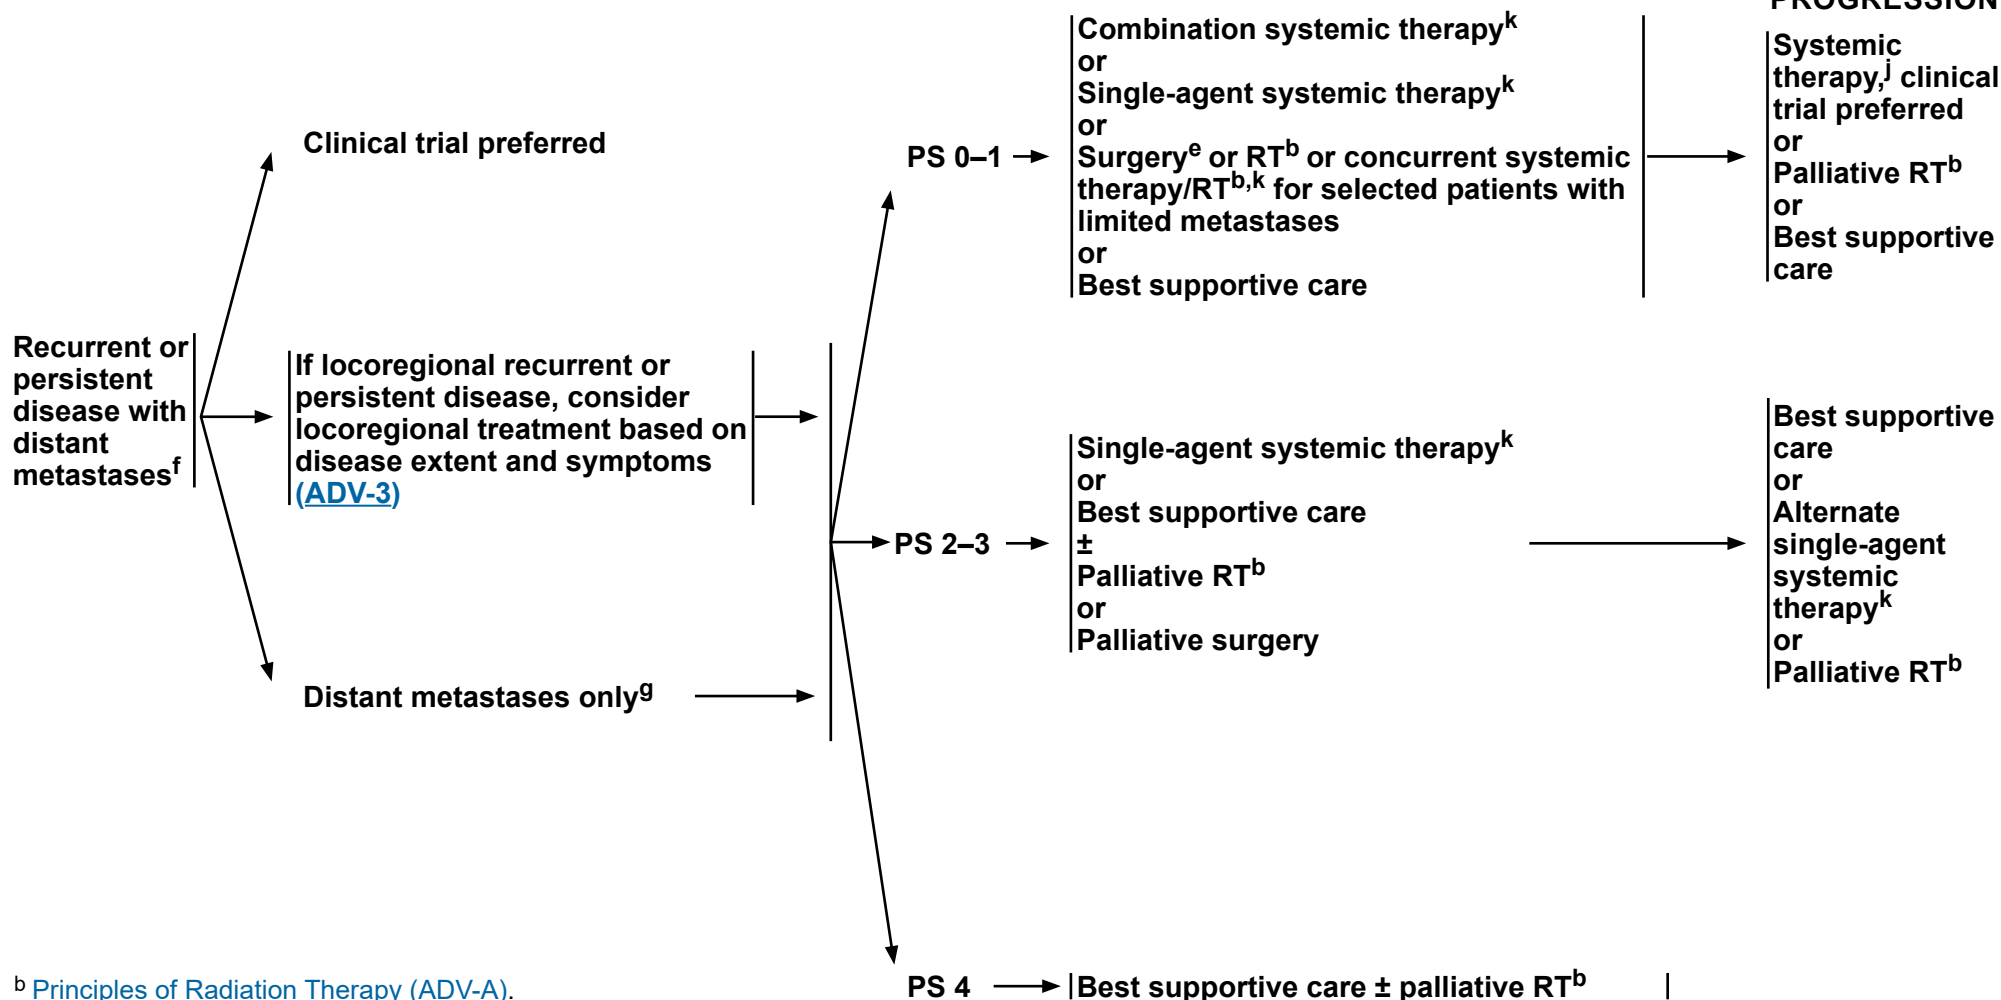 PROGRESSION
Combination systemic therapyk
or
Single-agent systemic therapyk
or
Surgerye or RTb or concurrent systemic
therapy/RTb,k for selected patients with
limited metastases
or
Best supportive care
Systemic
therapy,j clinical
trial preferred
or
Palliative RTb
or
Best supportive
care
Clinical trial preferred
PS 0–1
Recurrent or
persistent
disease with
distant
metastasesf
If locoregional recurrent or
persistent disease, consider
locoregional treatment based on
disease extent and symptoms
(ADV-3)
PS 2–3
Single-agent systemic therapyk
or
Best supportive care
±
Palliative RTb
or
Palliative surgery
Best supportive
care
or
Alternate
single-agent
systemic
therapyk
or
Palliative RTb
Distant metastases onlyg
PS 4
Best supportive care ± palliative RTb
b Principles of Radiation Therapy (ADV-A).